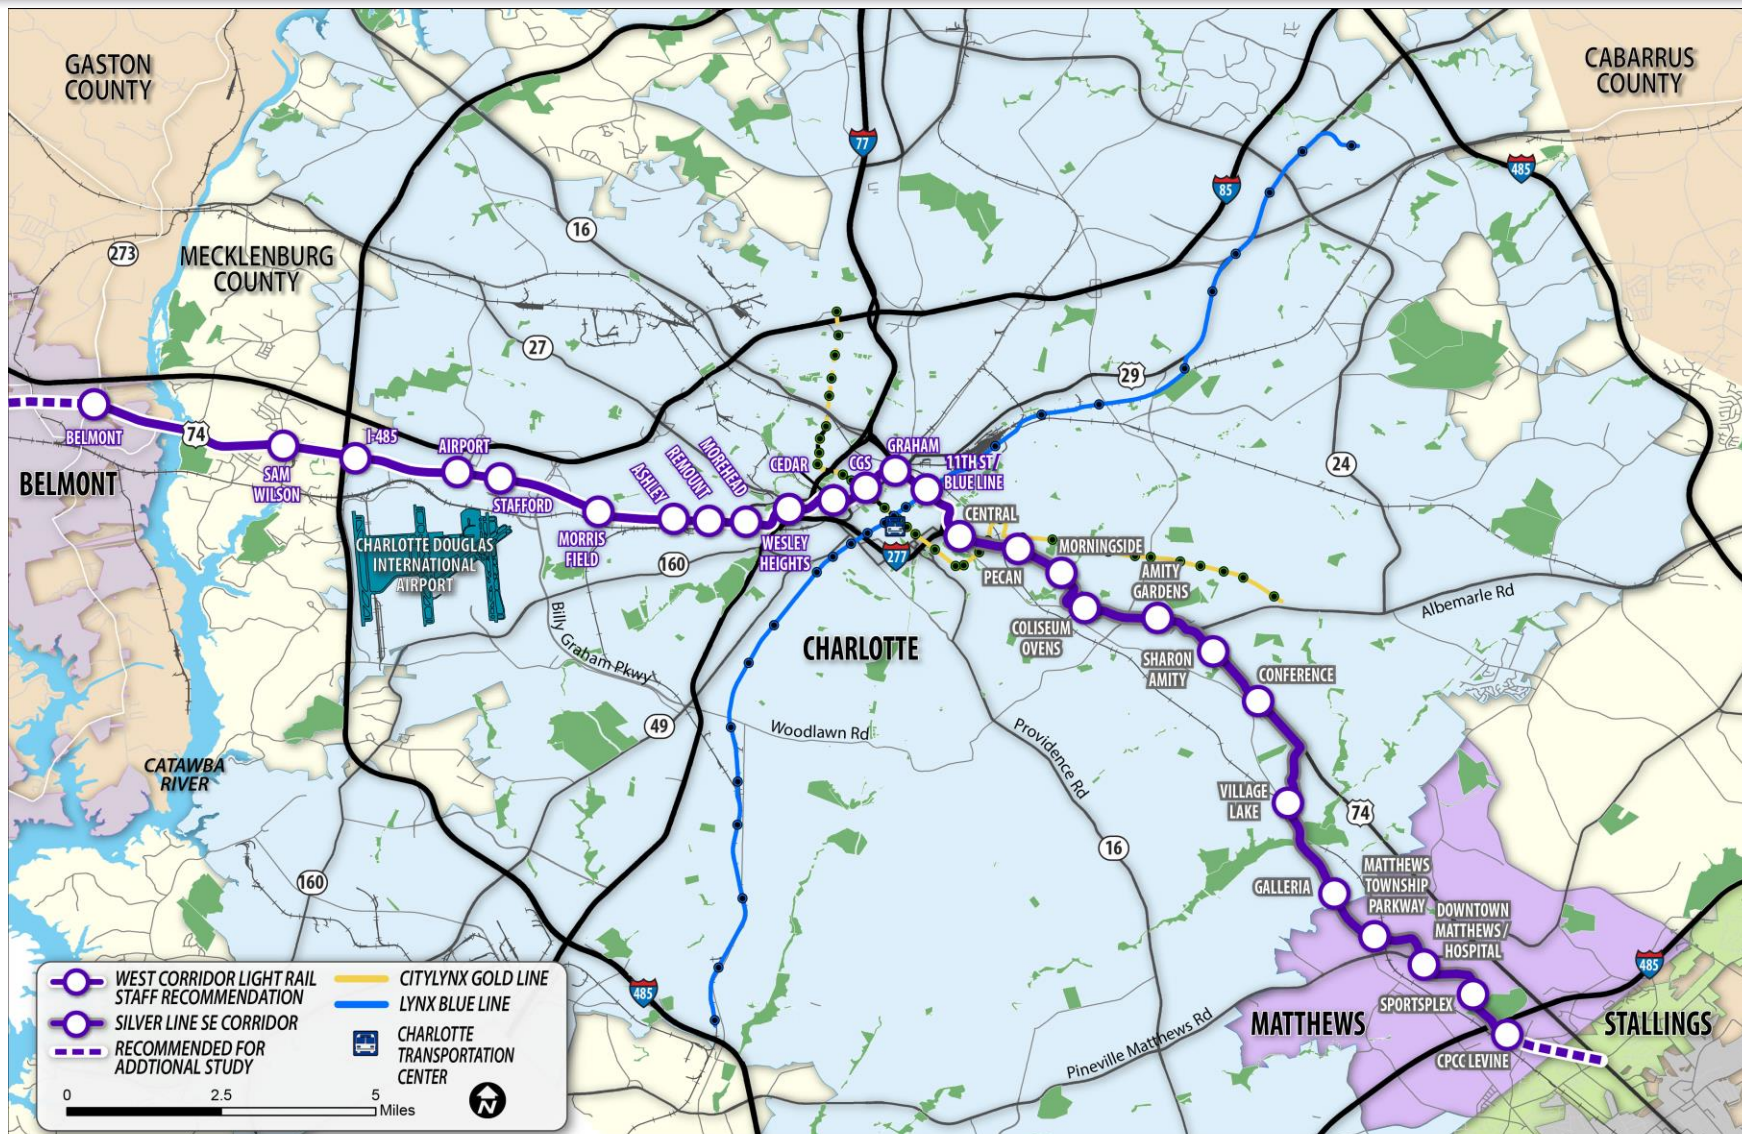 GASTON
COUNTY
CABARRUS
COUNTY
77
485
85
16
273
MECKLENBURG
COUNTY
27
29
74
BELMONT
I-485
AIRPORT
SAM
WILSON
STAFFORD
ASHLEY
REMOUNT
MOREHEAD
CEDAR
CGS
GRAHAM
11TH ST /
BLUE LINE
24
BELMONT
MORRIS
FIELD
WESLEY
HEIGHTS
CENTRAL
CHARLOTTE DOUGLAS
INTERNATIONAL
AIRPORT
160
277
PECAN
MORNINGSIDE
AMITY
GARDENS
Albemarle Rd
Billy Graham Pkwy
CHARLOTTE
COLISEUM
OVENS
SHARON
AMITY
CONFERENCE
49
Woodlawn Rd
Providence Rd
CATAWBA
RIVER
VILLAGE
LAKE
74
16
160
GALLERIA
MATTHEWS
TOWNSHIP
PARKWAY
DOWNTOWN
MATTHEWS /
HOSPITAL
485
485
SPORTSPLEX
MATTHEWS
STALLINGS
Pineville Matthews Rd
CPCC LEVINE
WEST CORRIDOR LIGHT RAIL
STAFF RECOMMENDATION
SILVER LINE SE CORRIDOR
RECOMMENDED FOR
ADDTIONAL STUDY
CITYLYNX GOLD LINE
LYNX BLUE LINE
CHARLOTTE
TRANSPORTATION
CENTER
0 2.5 5
Miles
N